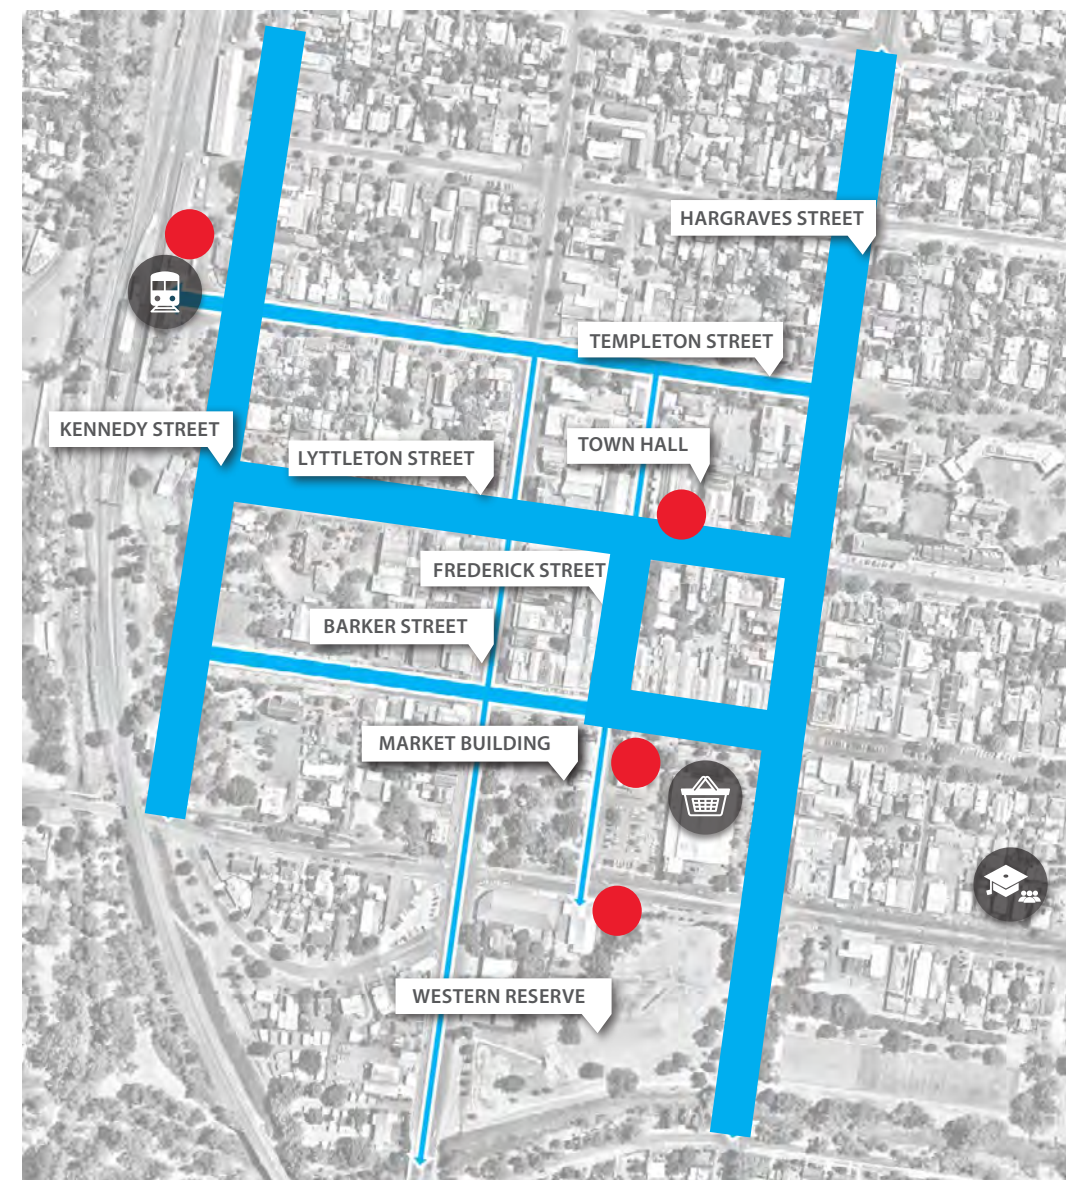 HARGRAVES STREET
TEMPLETON STREET
KENNEDY STREET
TOWN HALL
LYTTLETON STREET
FREDERICK STREET
BARKER STREET
MARKET BUILDING
WESTERN RESERVE